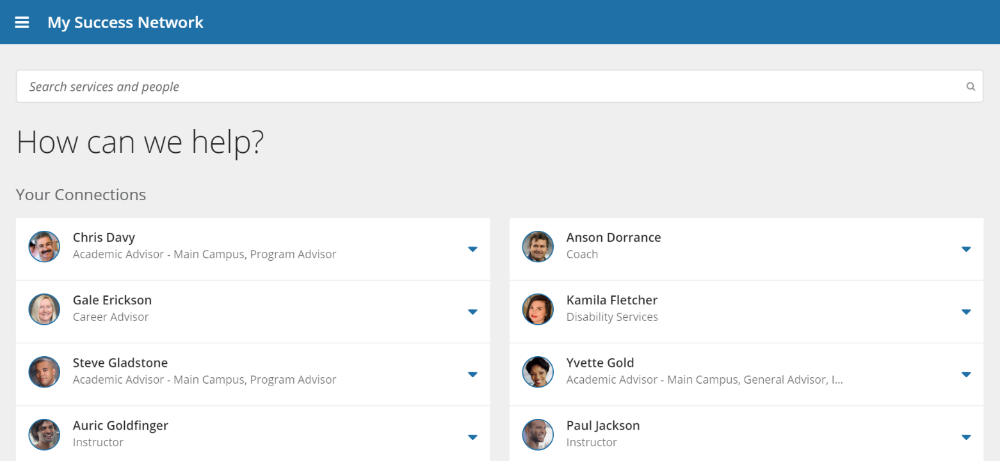 My Success Network
Search services and people
How can we help?
Your Connections
Chris Davy
Academic Advisor - Main Campus, Program Advisor
Anson Dorrance
Coach
Gale Erickson
Career Advisor
Kamila Fletcher
Disability Services
Steve Gladstone
Academic Advisor - Main Campus, Program Advisor
Yvette Gold
Academic Advisor - Main Campus, General Advisor, I...
Auric Goldfinger
Instructor
Paul Jackson
Instructor